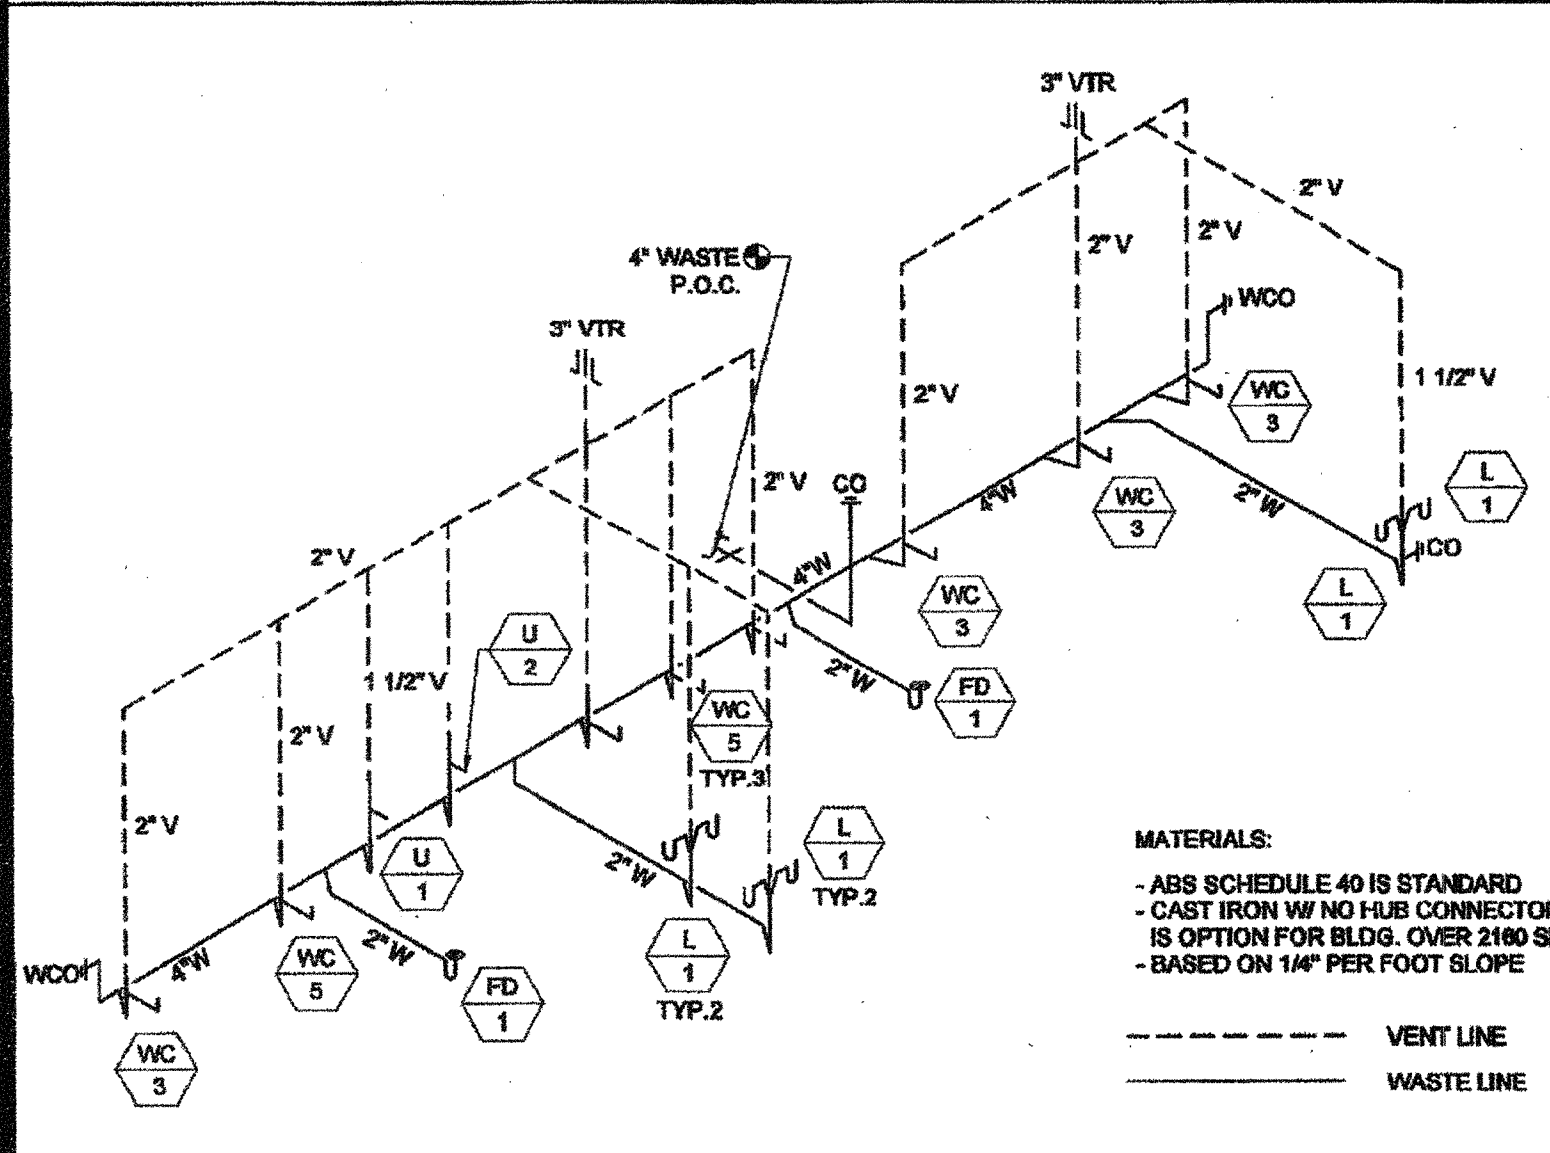 3" VTR
2" V
2" V
2" V
4" WASTE
P.O.C.
WCO
3" VTR
1 1/2" V
2" V
WC
3
L
1
2" V
CO
4"W
WC
3
2" W
CO
2" V
4"W
WC
3
L
1
U
2
1 1/2" V
2" W
FD
1
2" V
WC
5
TYP.3
2" V
L
1
TYP.2
U
1
2" W
MATERIALS:
- ABS SCHEDULE 40 IS STANDARD
- CAST IRON W/ NO HUB CONNECTOR
IS OPTION FOR BLDG. OVER 2160
- BASED ON 1/4" PER FOOT SLOPE
L
1
TYP.2
WCO
4"W
WC
5
2" W
FD
1
WC
3
VENT LINE
WASTE LINE